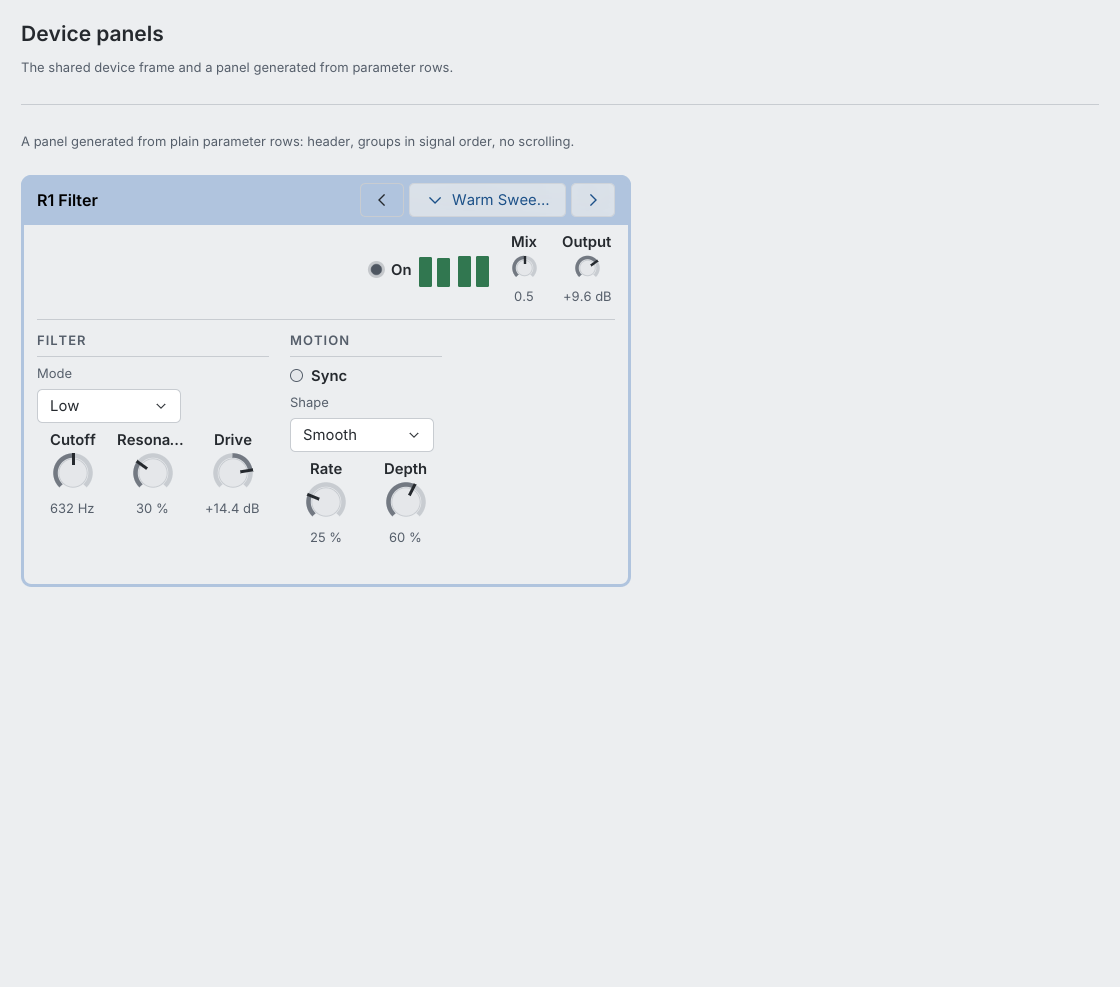 Device panels
The shared device frame and a panel generated from parameter rows.
A panel generated from plain parameter rows: header, groups in signal order, no scrolling.
R1 Filter
Warm Swee...
On
Mix
Output
0.5
+9.6 dB
FILTER
Mode
Low
Cutoff
Resona...
Drive
632 Hz
30 %
+14.4 dB
MOTION
Sync
Shape
Smooth
Rate
Depth
25 %
60 %